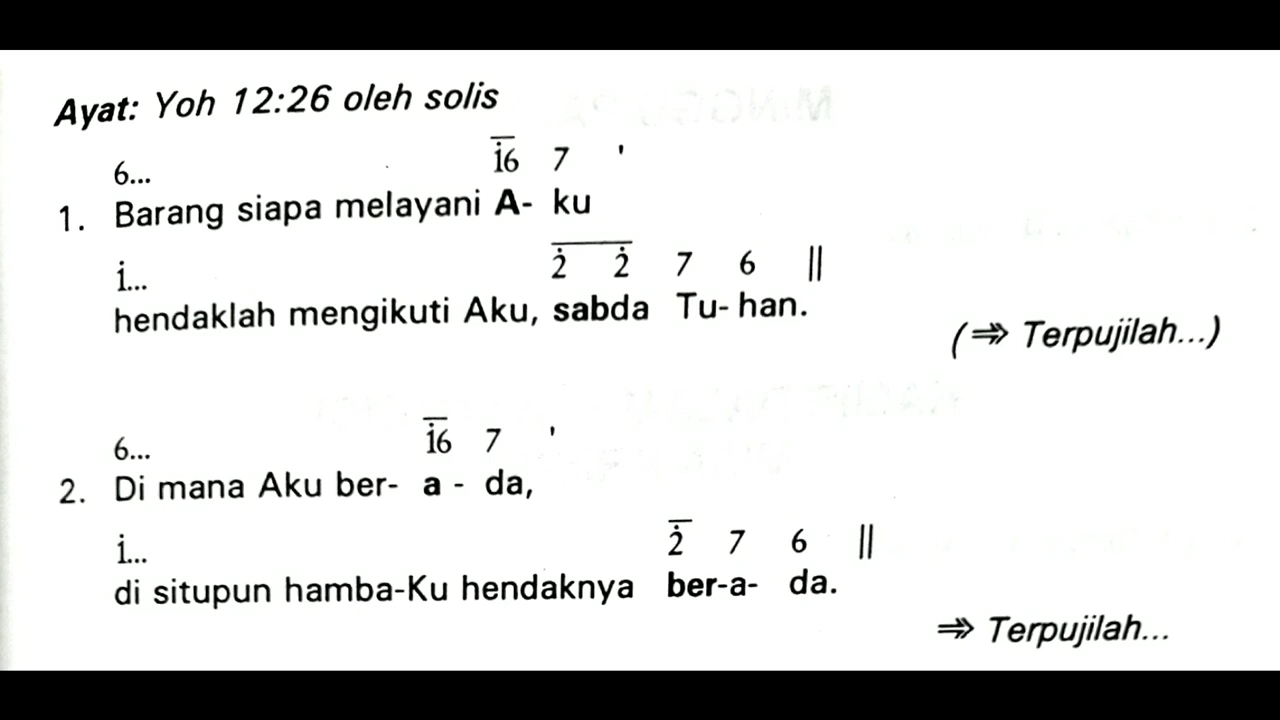 Ayat: Yoh 12:26 oleh solis
6... i̇6 7 '
1. Barang siapa melayani A- ku
i̇... 2̇ 2̇ 7 6 ||
hendaklah mengikuti Aku, sabda Tu- han.
(⇒ Terpujilah...)
6... i̇6 7 '
2. Di mana Aku ber- a - da,
i̇... 2̇ 7 6 ||
di situpun hamba-Ku hendaknya ber-a- da.
⇒ Terpujilah...